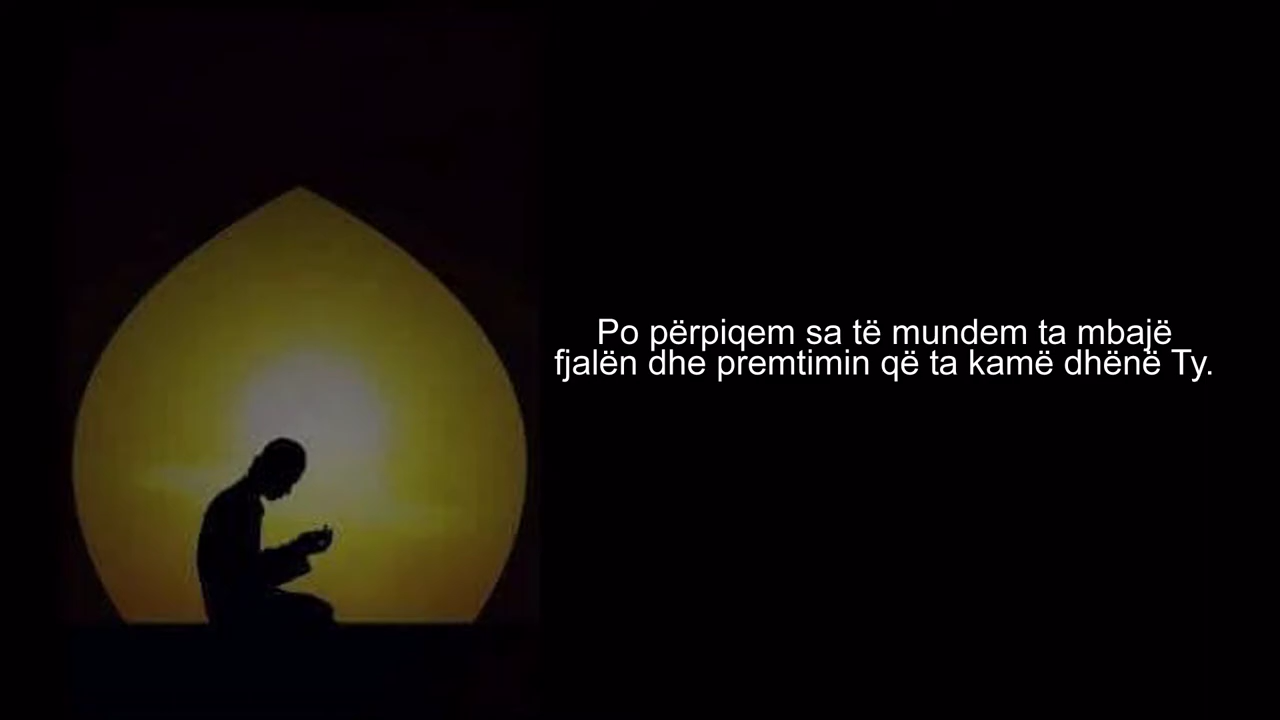 Po përpiqem sa të mundem ta mbajë
fjalën dhe premtimin që ta kamë dhënë Ty.